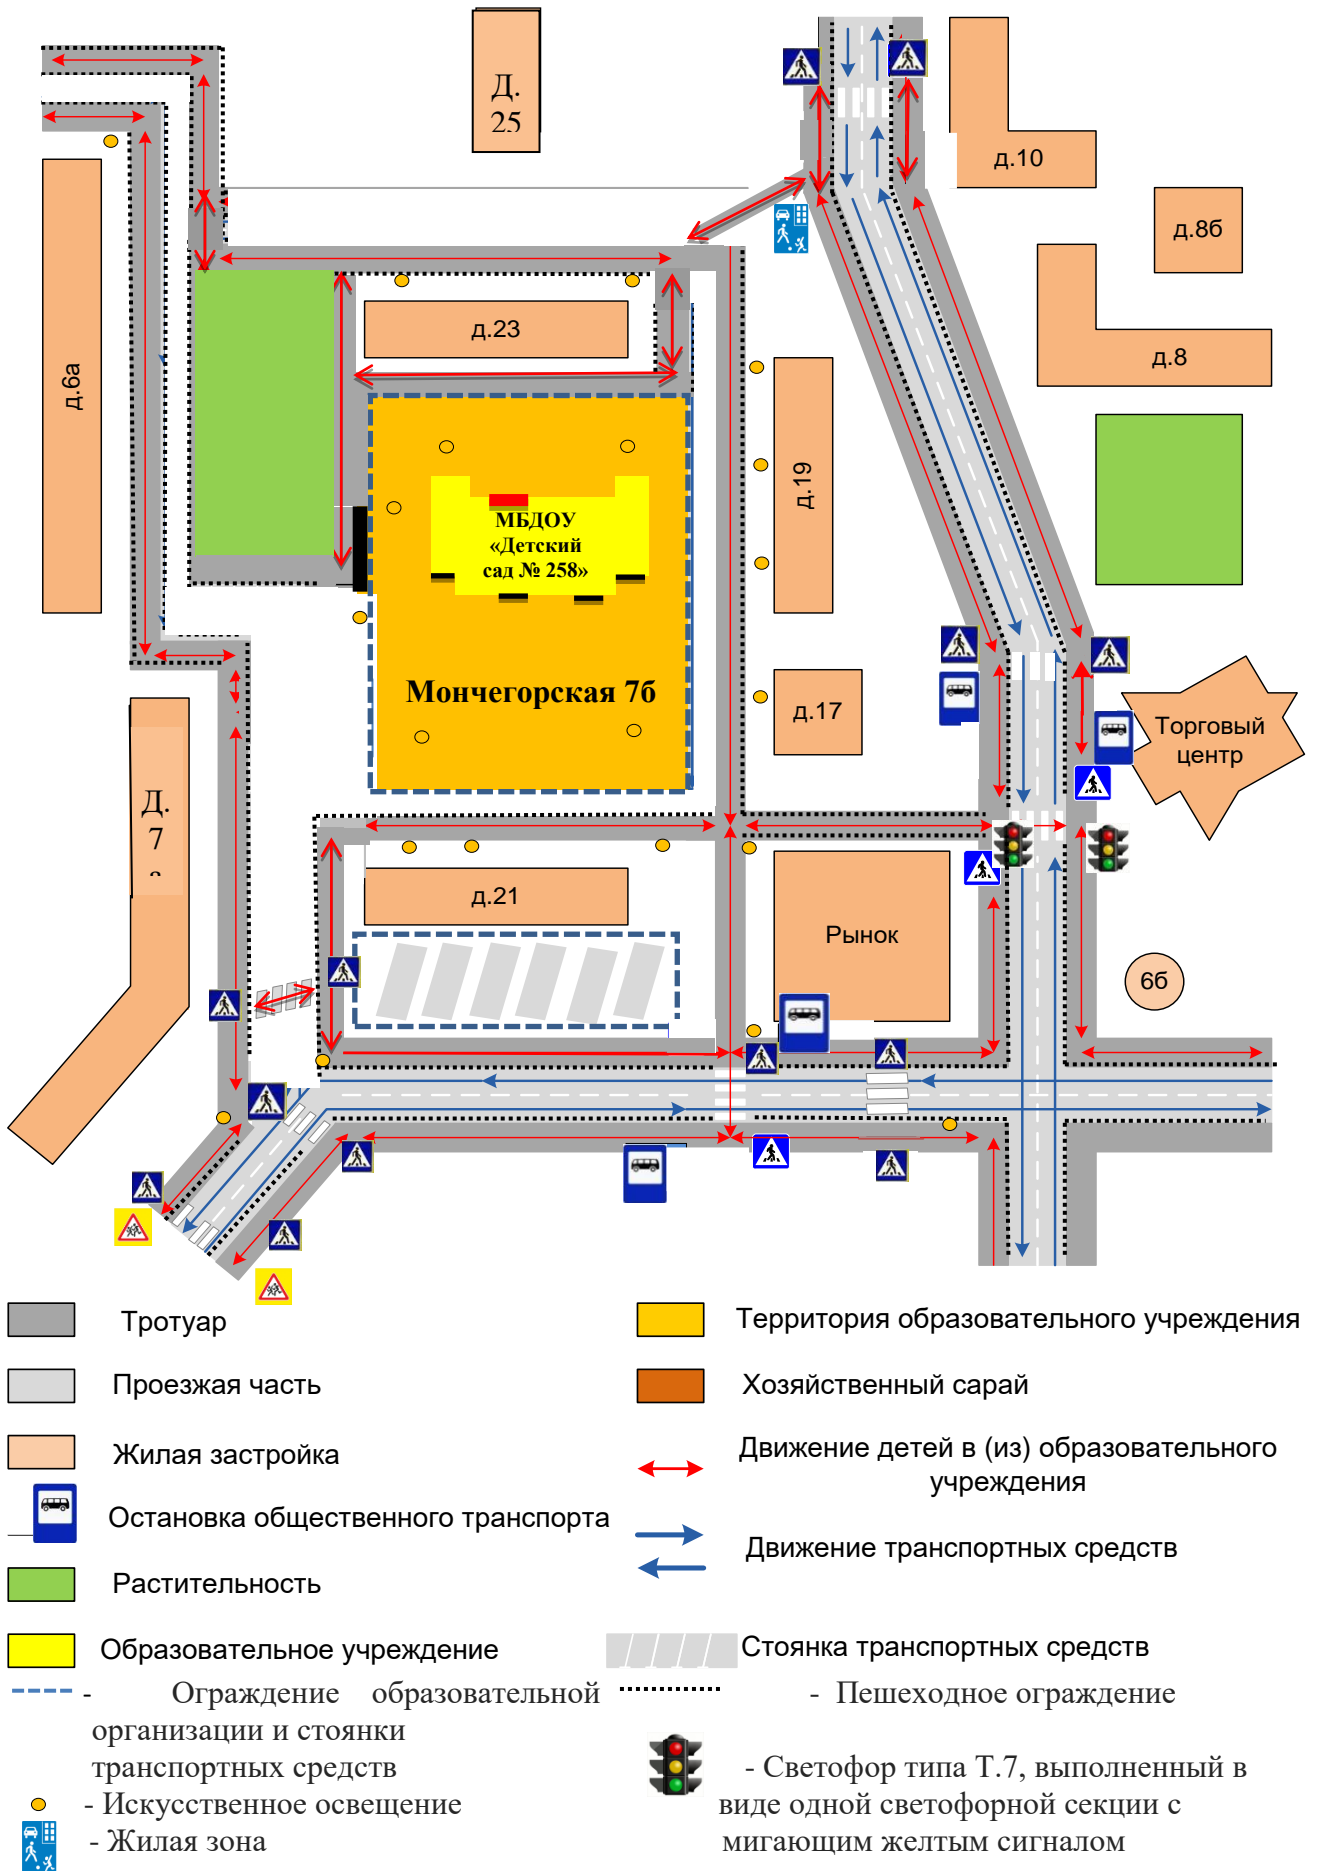 Д.
25
д.10
д.8б
д.23
д.8
д.6а
д.19
МБДОУ
«Детский
сад № 258»
Мончегорская 7б
д.17
Торговый
центр
Д.
7
д.21
Рынок
6б
Тротуар
Территория образовательного учреждения
Проезжая часть
Хозяйственный сарай
Жилая застройка
Движение детей в (из) образовательного
учреждения
Остановка общественного транспорта
Движение транспортных средств
Растительность
Образовательное учреждение
Стоянка транспортных средств
- Ограждение образовательной
организации и стоянки
транспортных средств
- Пешеходное ограждение
- Светофор типа Т.7, выполненный в
виде одной светофорной секции с
мигающим желтым сигналом
- Искусственное освещение
- Жилая зона